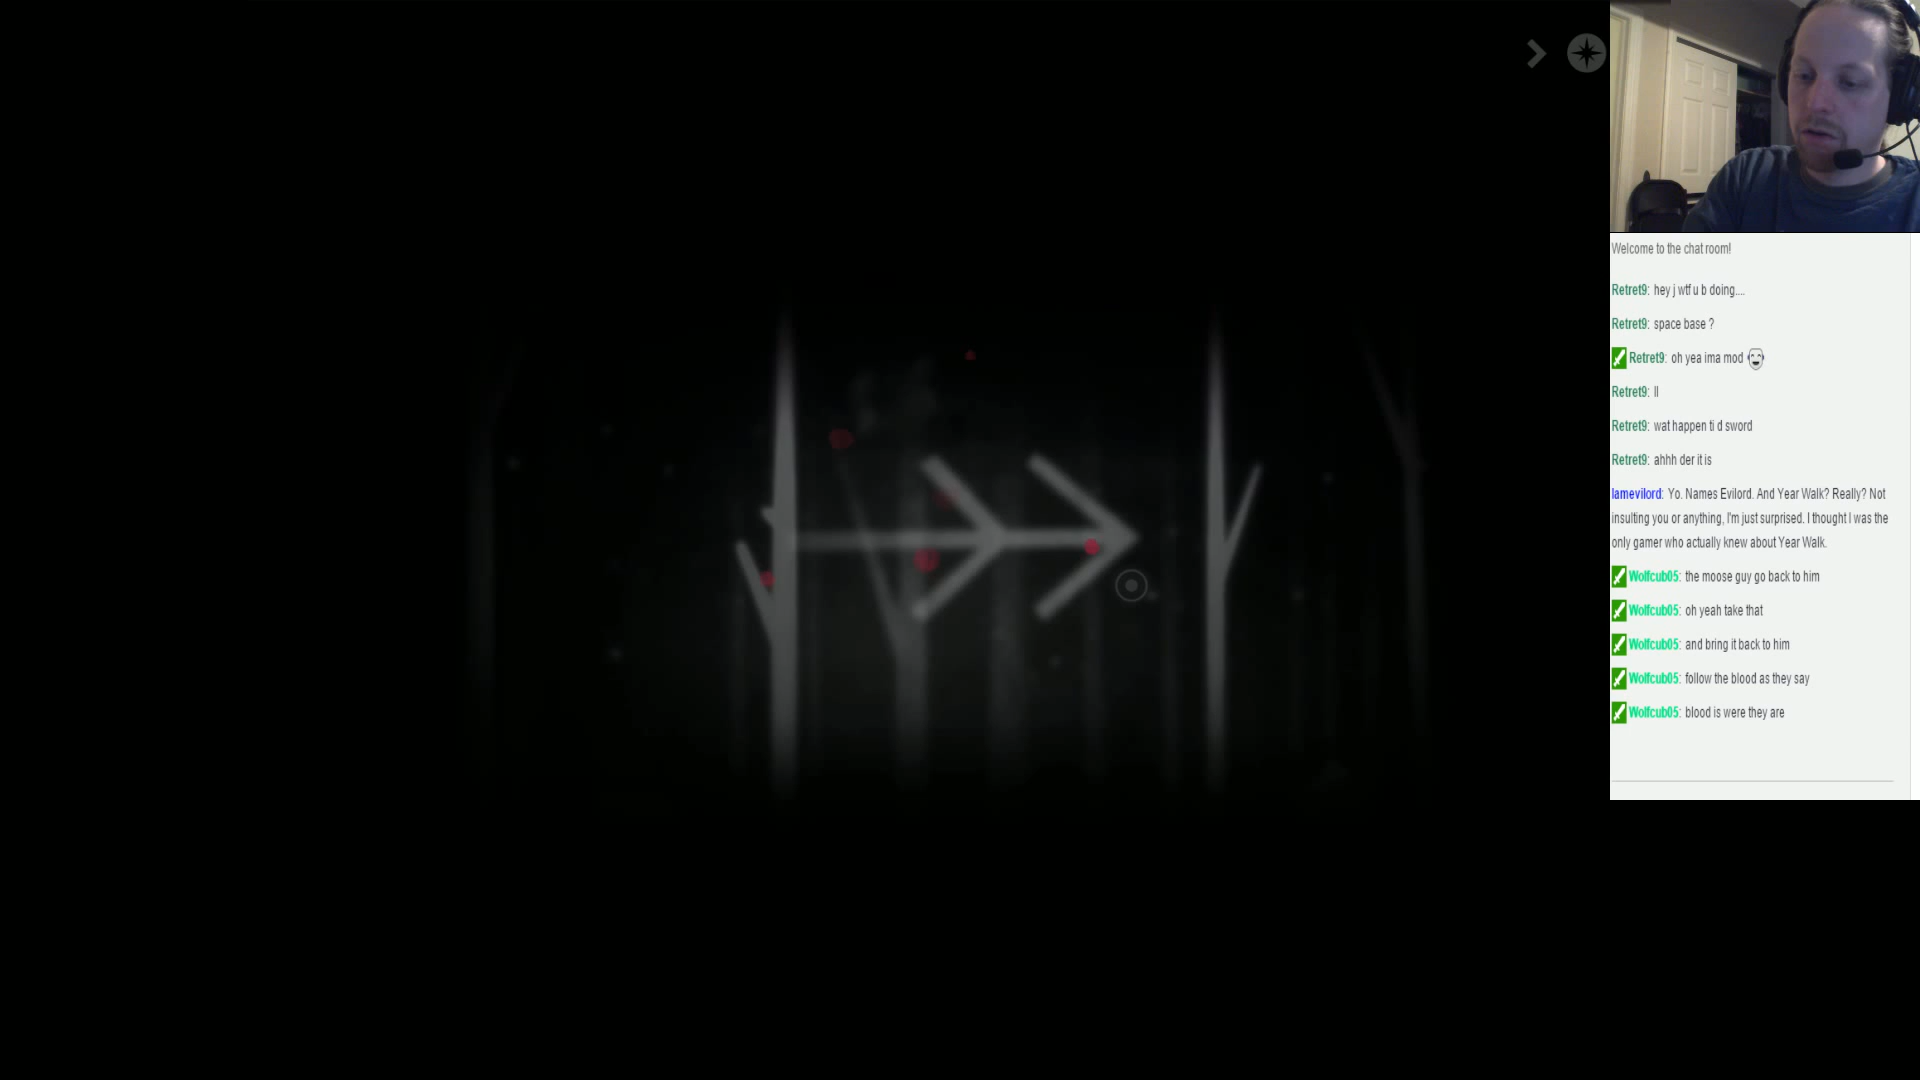 Welcome to the chat room!
Retret9: hey j wtf u b doing....
Retret9: space base ?
Retret9: oh yea ima mod
Retret9: ll
Retret9: wat happen ti d sword
Retret9: ahhh der it is
Iamevilord: Yo. Names Evilord. And Year Walk? Really? Not
insulting you or anything, I'm just surprised. I thought I was the
only gamer who actually knew about Year Walk.
Wolfcub05: the moose guy go back to him
Wolfcub05: oh yeah take that
Wolfcub05: and bring it back to him
Wolfcub05: follow the blood as they say
Wolfcub05: blood is were they are